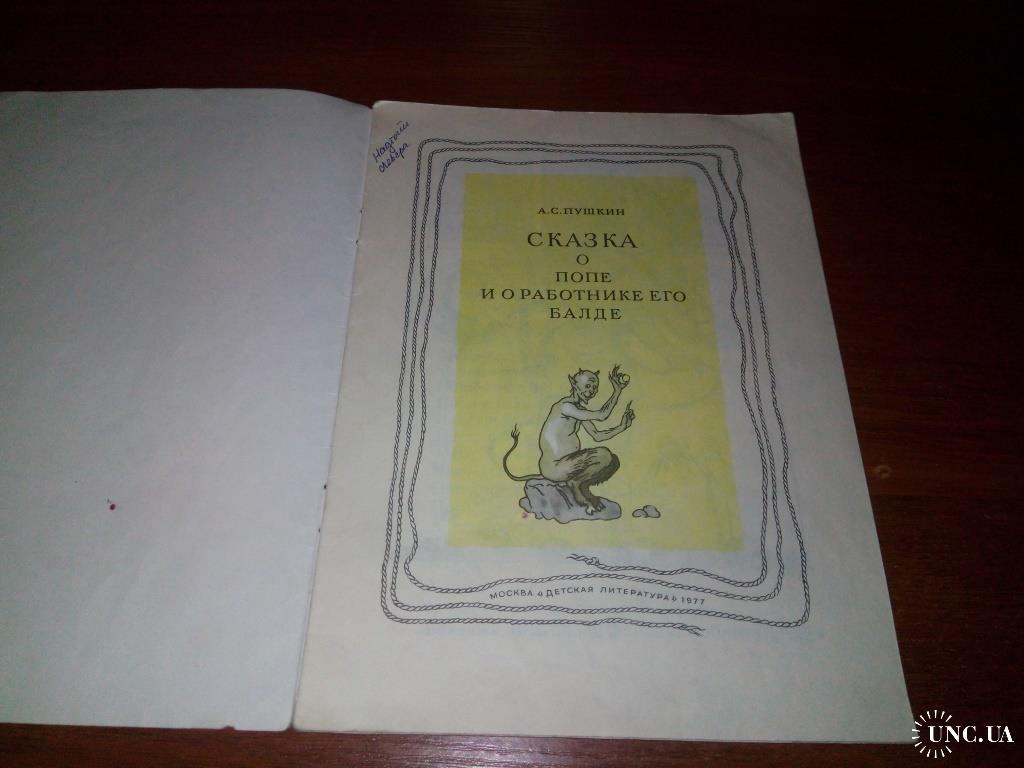 А.С.ПУШКИН
СКАЗКА
О
ПОПЕ
И О РАБОТНИКЕ ЕГО
БАЛДЕ
МОСКВА «ДЕТСКАЯ ЛИТЕРАТУРА» 1977
UNC.UA